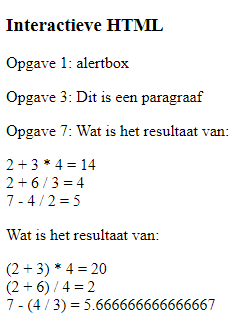 Interactieve HTML
Opgave 1: alertbox
Opgave 3: Dit is een paragraaf
Opgave 7: Wat is het resultaat van:
2 + 3 * 4 = 14
2 + 6 / 3 = 4
7 - 4 / 2 = 5
Wat is het resultaat van:
(2 + 3) * 4 = 20
(2 + 6) / 4 = 2
7 - (4 / 3) = 5.666666666666667